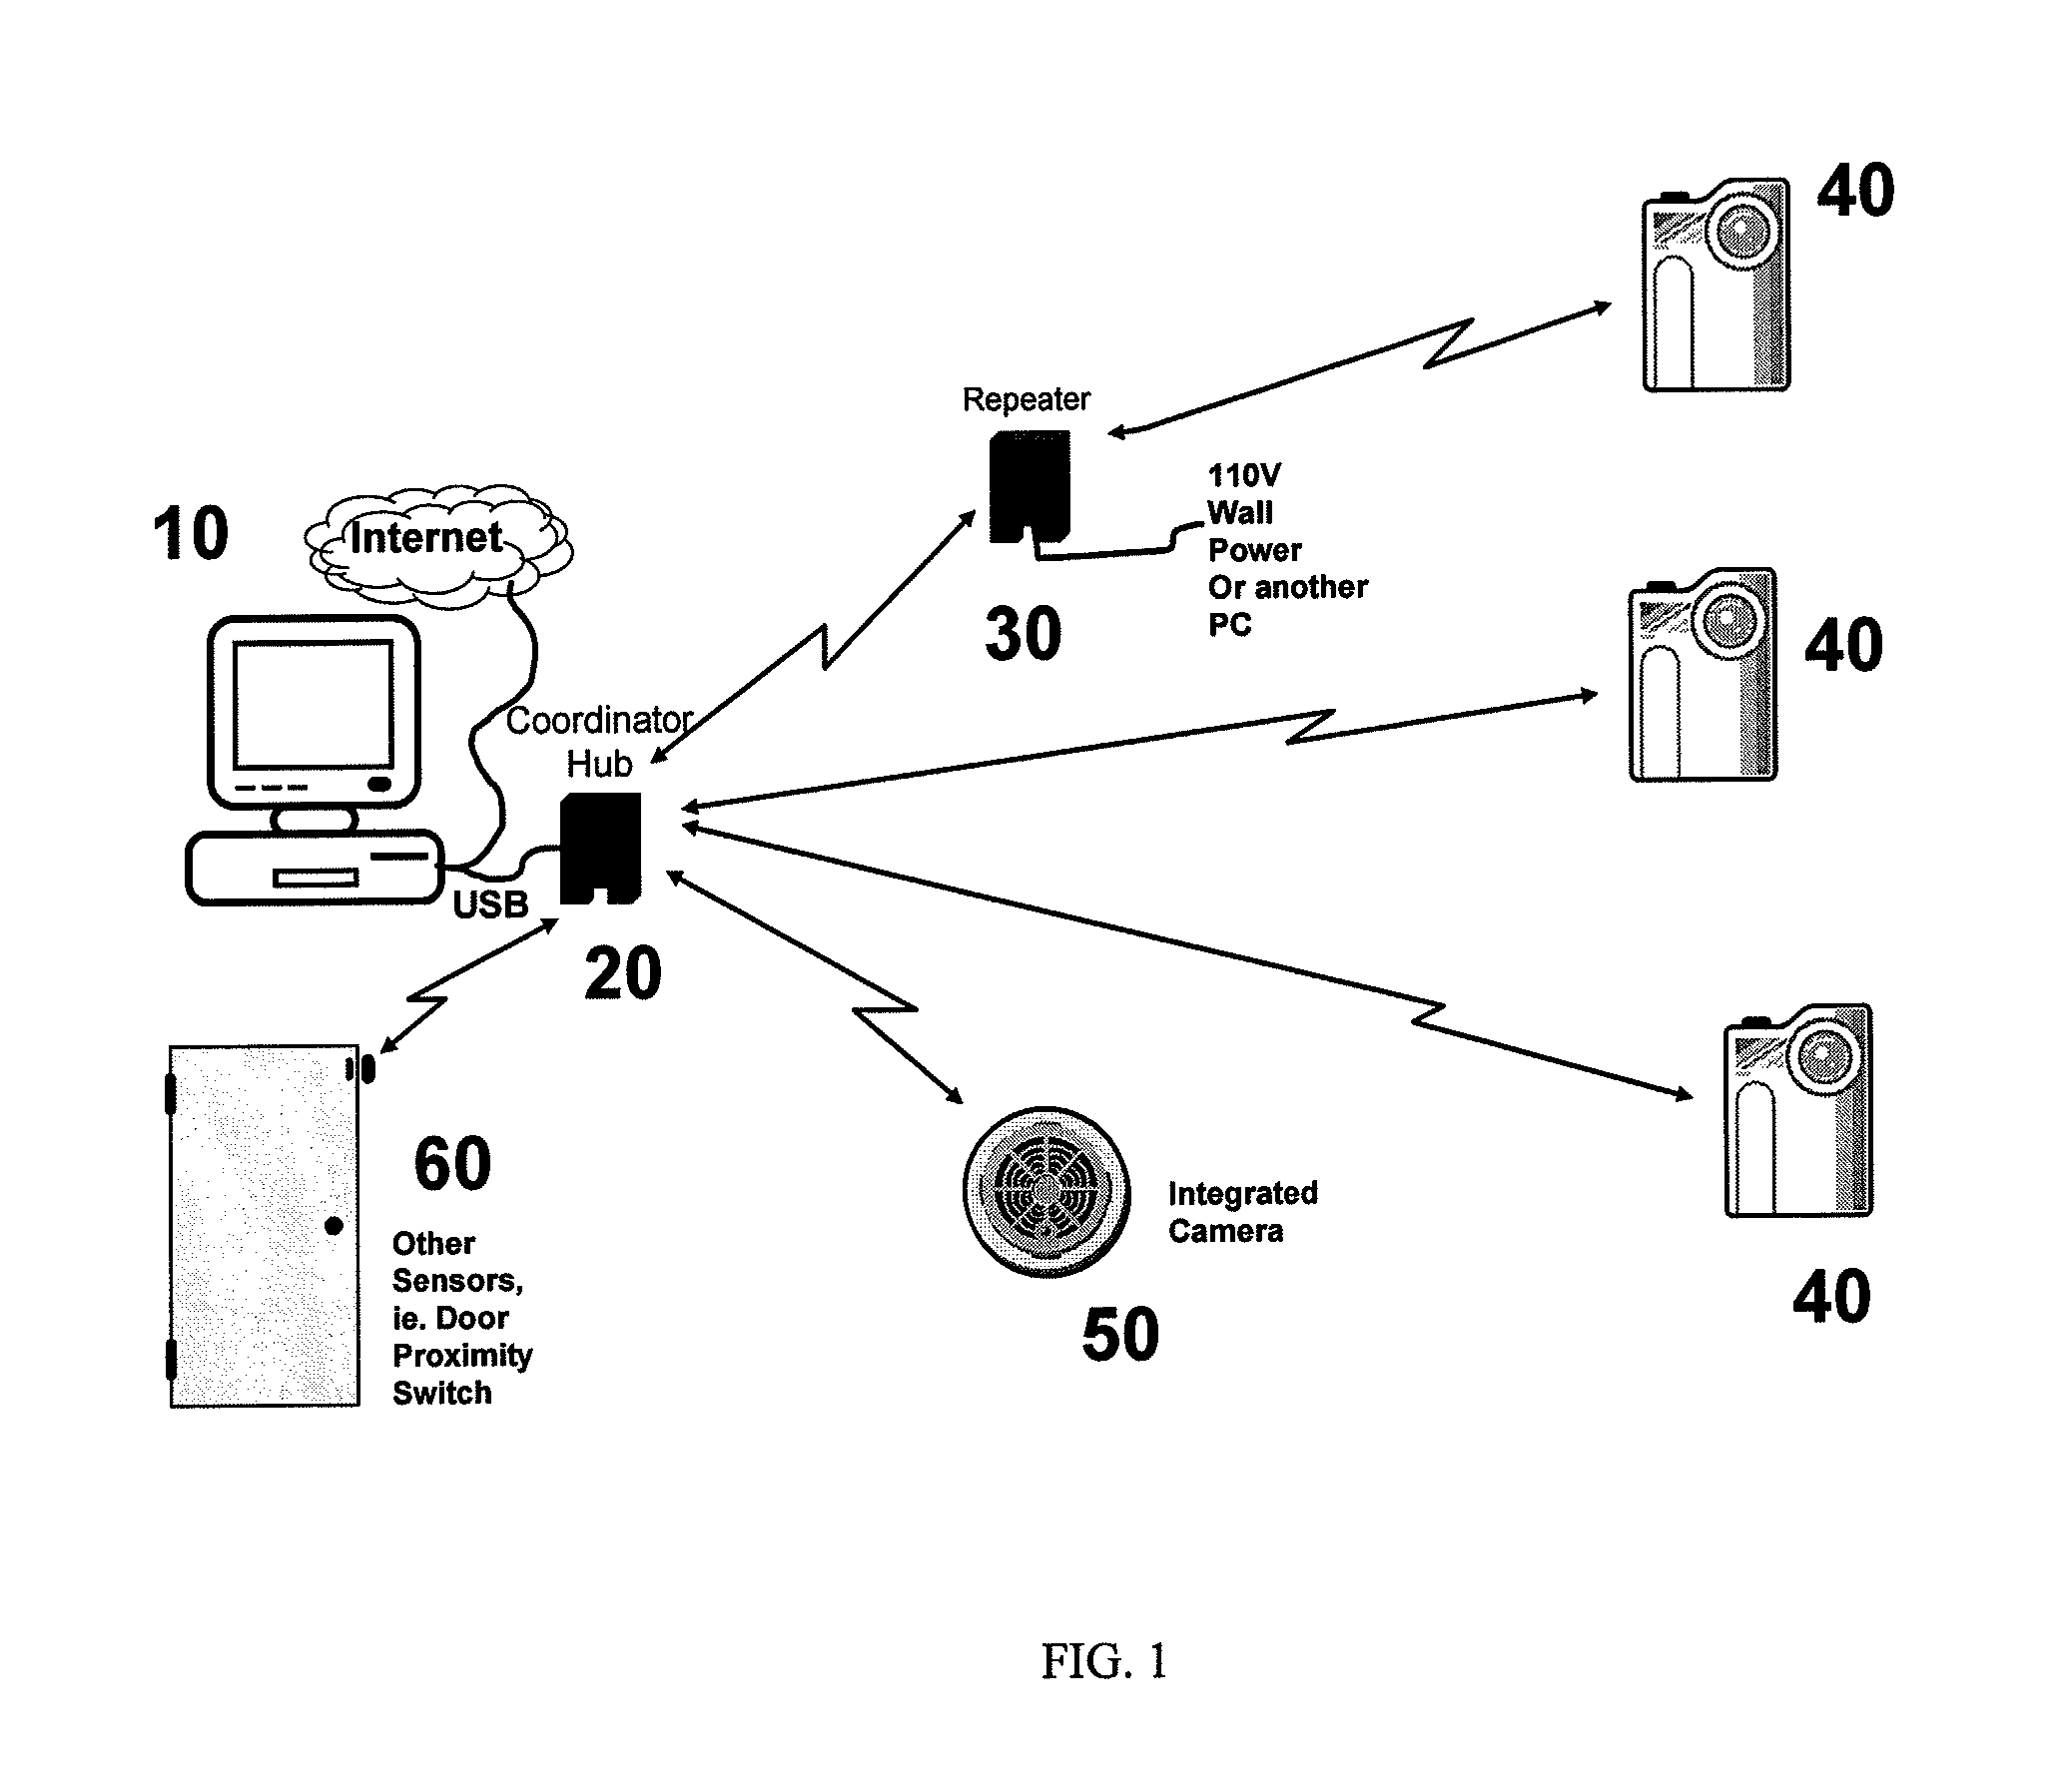 40
Repeater
110V
Wall
Power
Or another
PC
30
10
Internet
40
Coordinator
Hub
USB
20
60
Other
Sensors,
ie. Door
Proximity
Switch
Integrated
Camera
50
40
FIG. 1